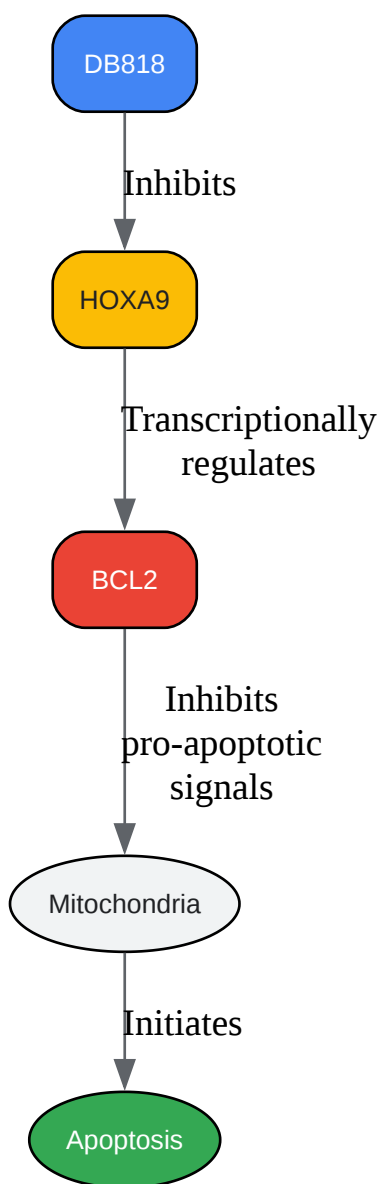 DB818
Inhibits
HOXA9
Transcriptionally
regulates
BCL2
Inhibits
pro-apoptotic
signals
Mitochondria
Initiates
Apoptosis